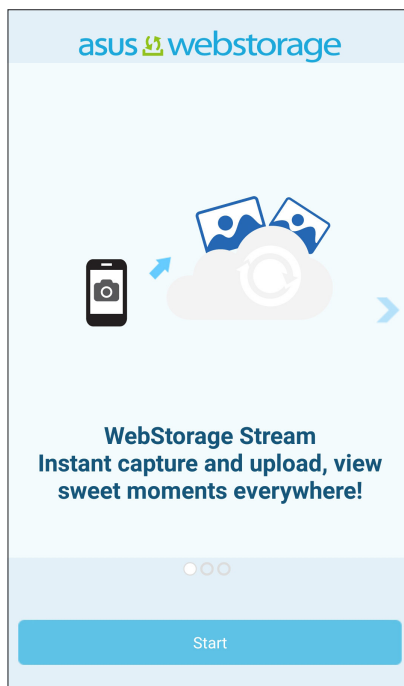 asus webstorage
WebStorage Stream
Instant capture and upload, view
sweet moments everywhere!
Start